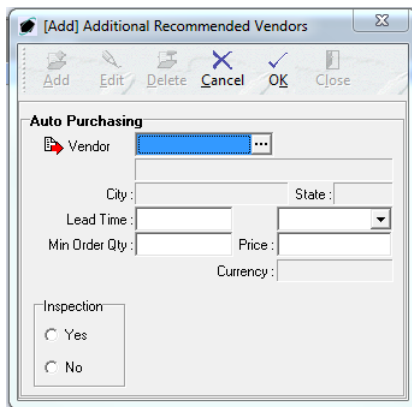 [Add] Additional Recommended Vendors
Add Edit Delete Cancel OK Close
Auto Purchasing
Vendor ...
City : State :
Lead Time :
Min Order Qty : Price :
Currency :
Inspection
Yes
No